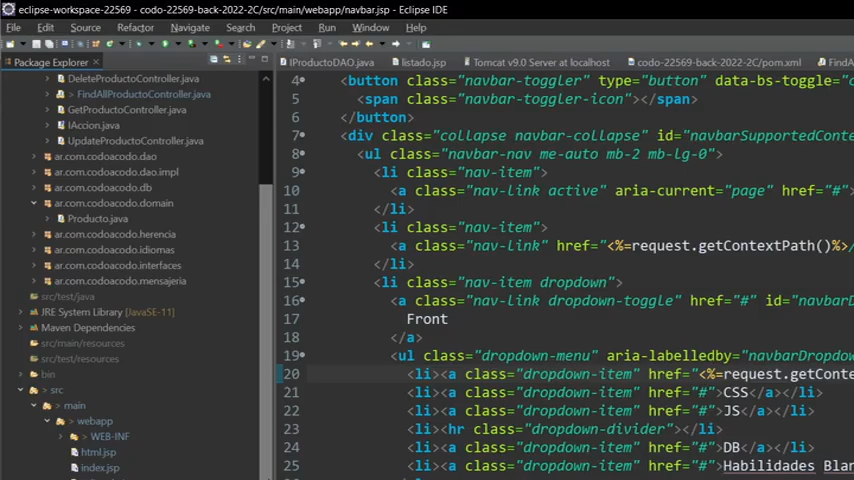 eclipse-workspace-22569 - codo-22569-back-2022-2C/src/main/webapp/navbar.jsp - Eclipse IDE
File Edit Source Refactor Navigate Search Project Run Window Help
Package Explorer ×
IProductoDAO.java listado.jsp Tomcat v9.0 Server at localhost codo-22569-back-2022-2C/pom.xml FindAl
DeleteProductoController.java
> FindAllProductoController.java
GetProductoController.java
IAccion.java
UpdateProductoController.java
ar.com.codoacodo.dao
ar.com.codoacodo.dao.impl
ar.com.codoacodo.db
ar.com.codoacodo.domain
Producto.java
ar.com.codoacodo.herencia
ar.com.codoacodo.idiomas
ar.com.codoacodo.interfaces
ar.com.codoacodo.mensajeria
src/test/java
JRE System Library [JavaSE-11]
Maven Dependencies
src/main/resources
src/test/resources
bin
> src
> main
> webapp
> WEB-INF
html.jsp
index.jsp
4 <button class="navbar-toggler" type="button" data-bs-toggle="c
5 <span class="navbar-toggler-icon"></span>
6 </button>
7 <div class="collapse navbar-collapse" id="navbarSupportedConte
8 <ul class="navbar-nav me-auto mb-2 mb-lg-0">
9 <li class="nav-item">
10 <a class="nav-link active" aria-current="page" href="#">
11 </li>
12 <li class="nav-item">
13 <a class="nav-link" href="<%=request.getContextPath()%>/
14 </li>
15 <li class="nav-item dropdown">
16 <a class="nav-link dropdown-toggle" href="#" id="navbarD
17 Front
18 </a>
19 <ul class="dropdown-menu" aria-labelledby="navbarDropdow
20 <li><a class="dropdown-item" href="<%=request.getConte
21 <li><a class="dropdown-item" href="#">CSS</a></li>
22 <li><a class="dropdown-item" href="#">JS</a></li>
23 <li><hr class="dropdown-divider"></li>
24 <li><a class="dropdown-item" href="#">DB</a></li>
25 <li><a class="dropdown-item" href="#">Habilidades Blan